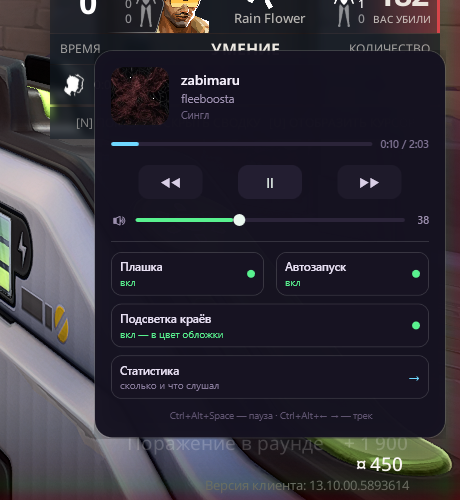 0
0
0
Rain Flower
1
0
ВАС УБИЛИ
ВРЕМЯ
УМЕНИЕ
КОЛИЧЕСТВО
[N]
zabimaru
fleeboosta
Сингл
0:10 / 2:03
38
Плашка
вкл
Автозапуск
вкл
Подсветка краёв
вкл — в цвет обложки
Статистика
сколько и что слушал
→
Ctrl+Alt+Space — пауза · Ctrl+Alt+← → — трек
Поражение в раунде + 1 900
¤ 450
Версия клиента: 13.10.00.5893614